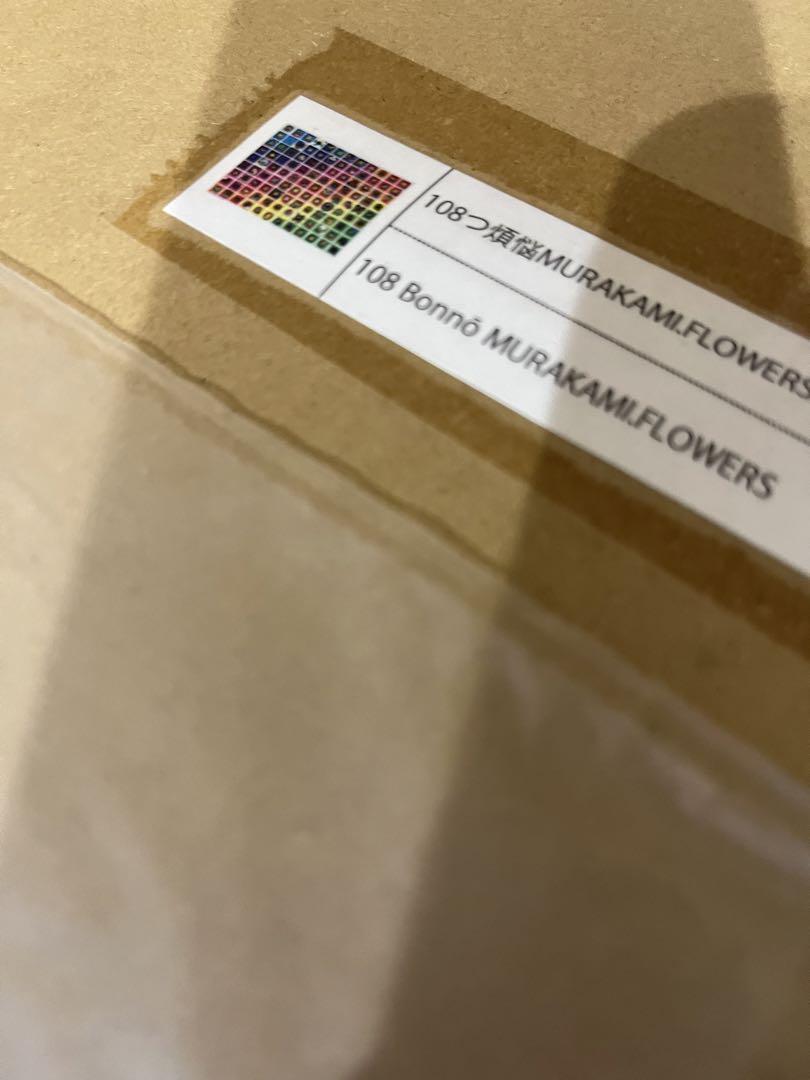 108つ煩悩MURAKAMI.FLOWERS
108 Bonnō MURAKAMI.FLOWERS